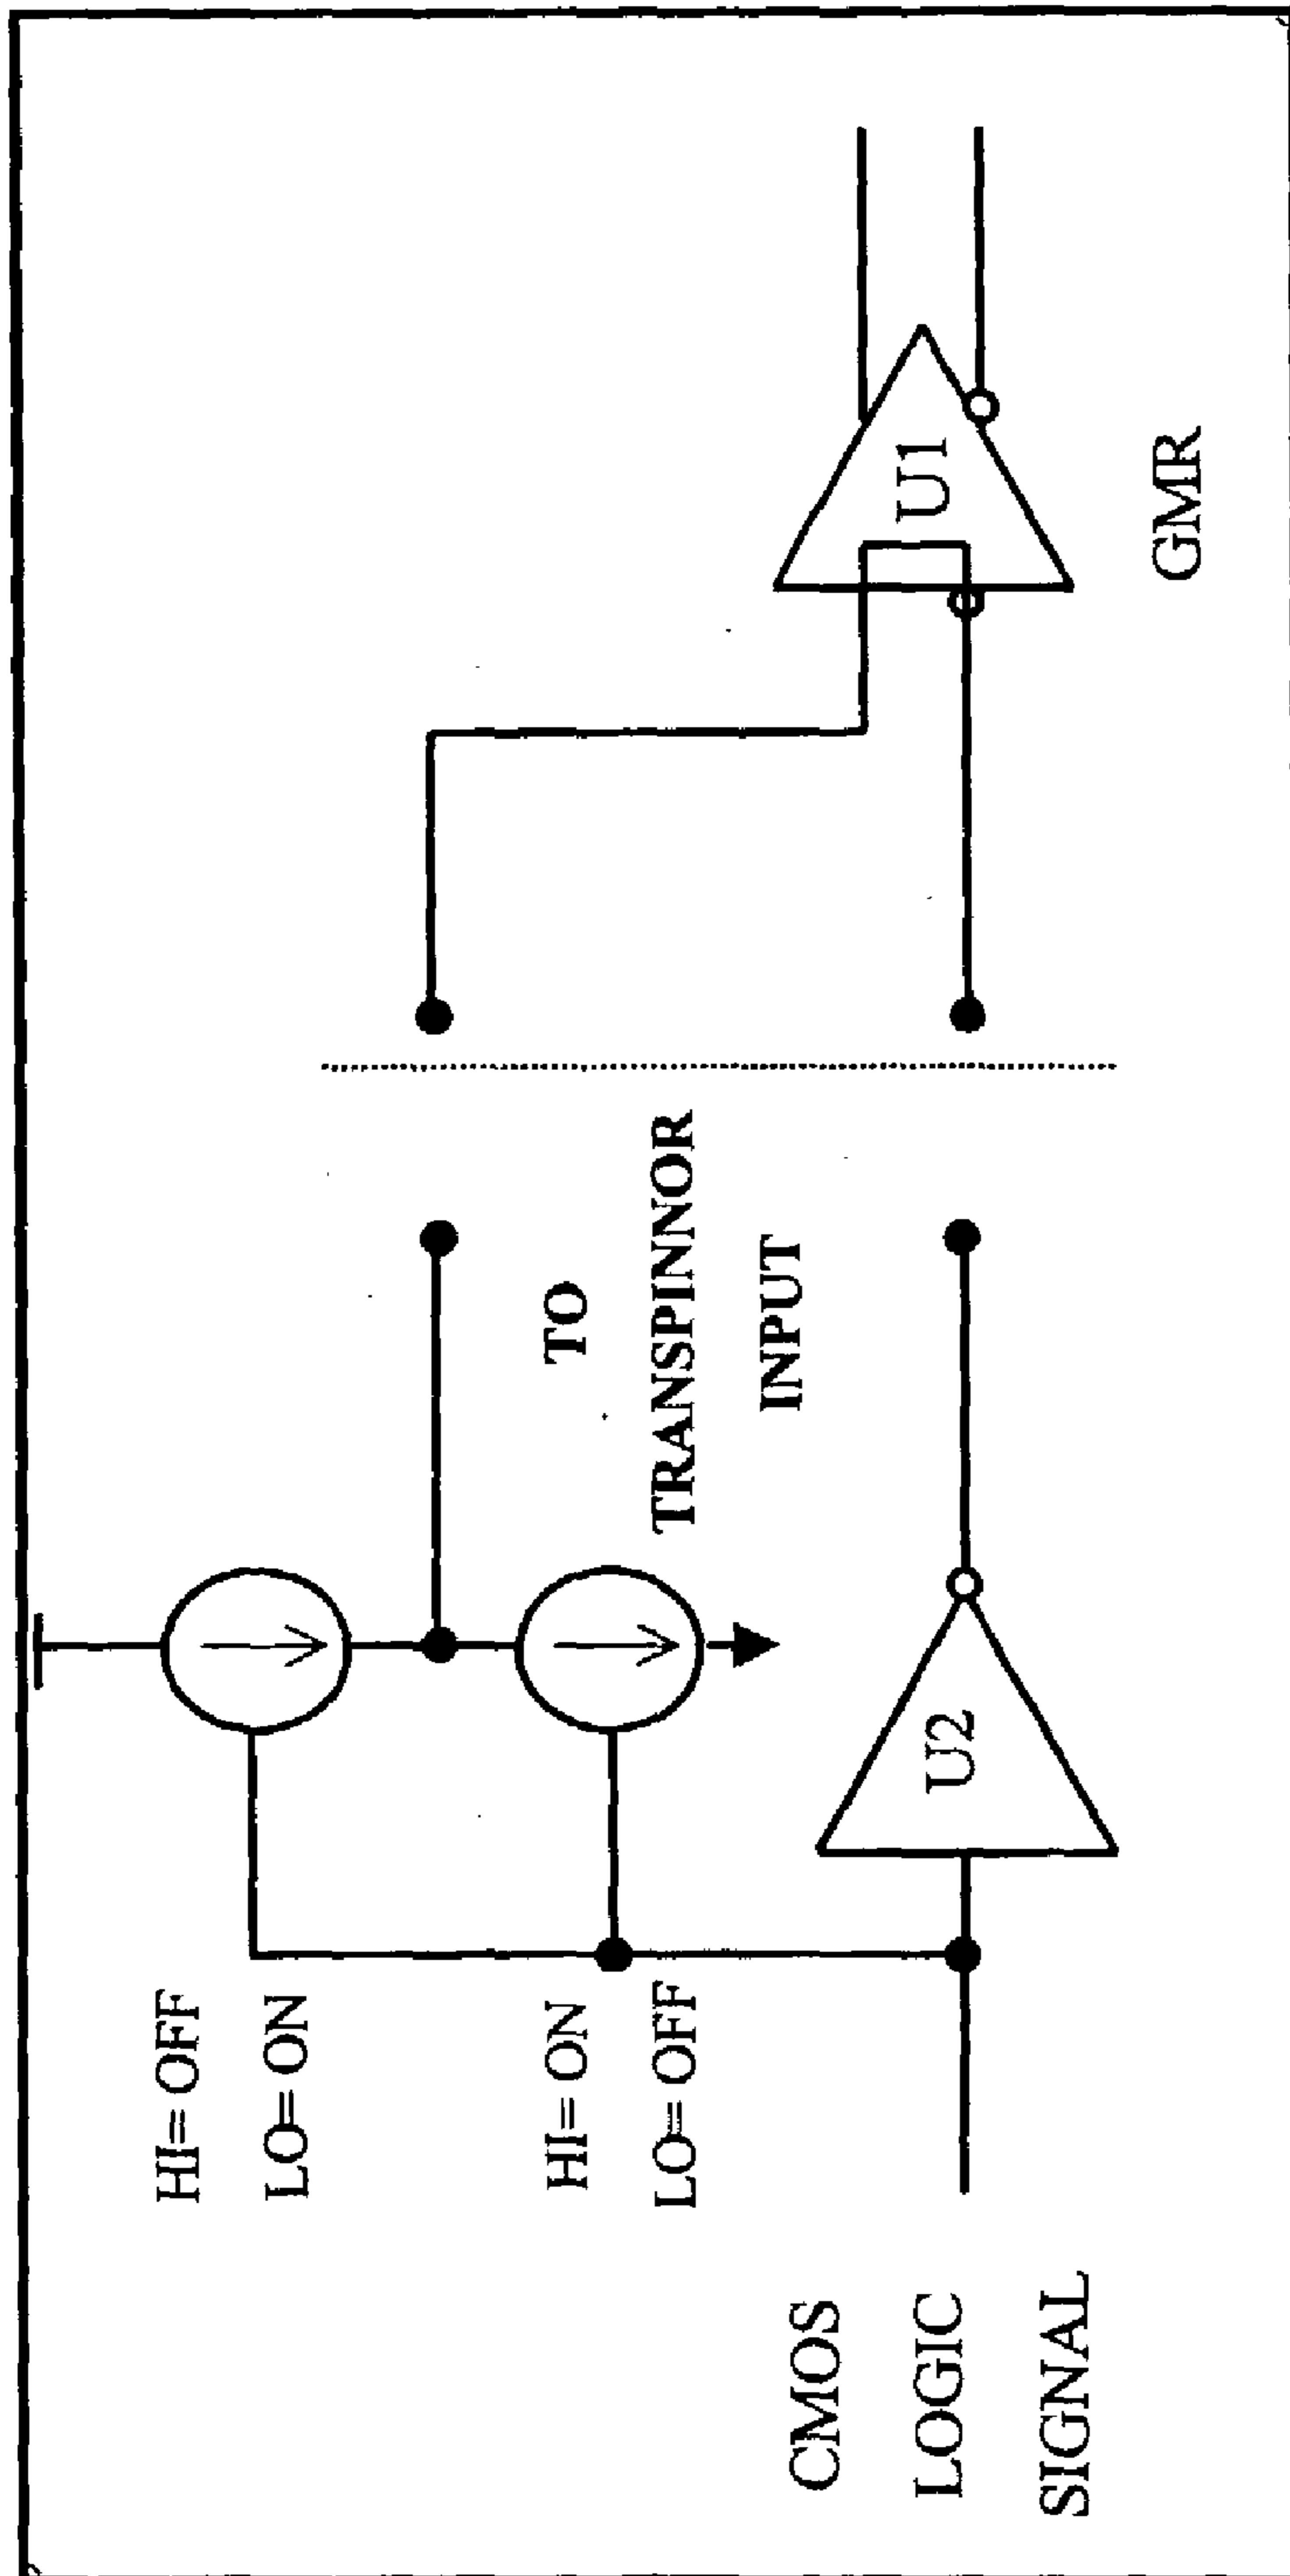 HI= OFF
LO= ON
HI= ON
LO= OFF
CMOS
LOGIC
SIGNAL
U2
TO
TRANSPINNOR
INPUT
U1
GMR